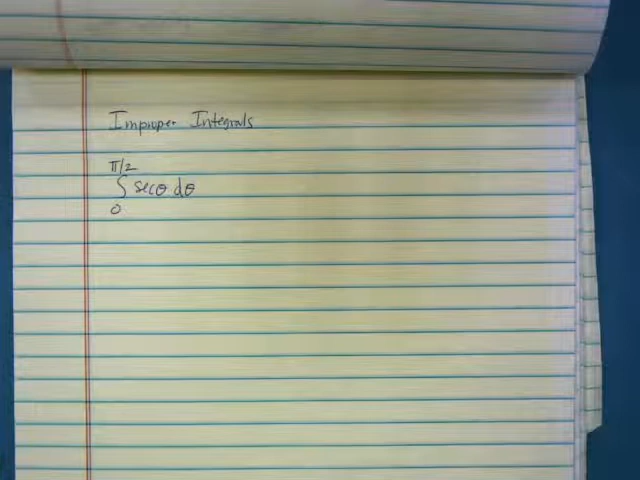 Improper Integrals
π/2
∫ secθ dθ
0